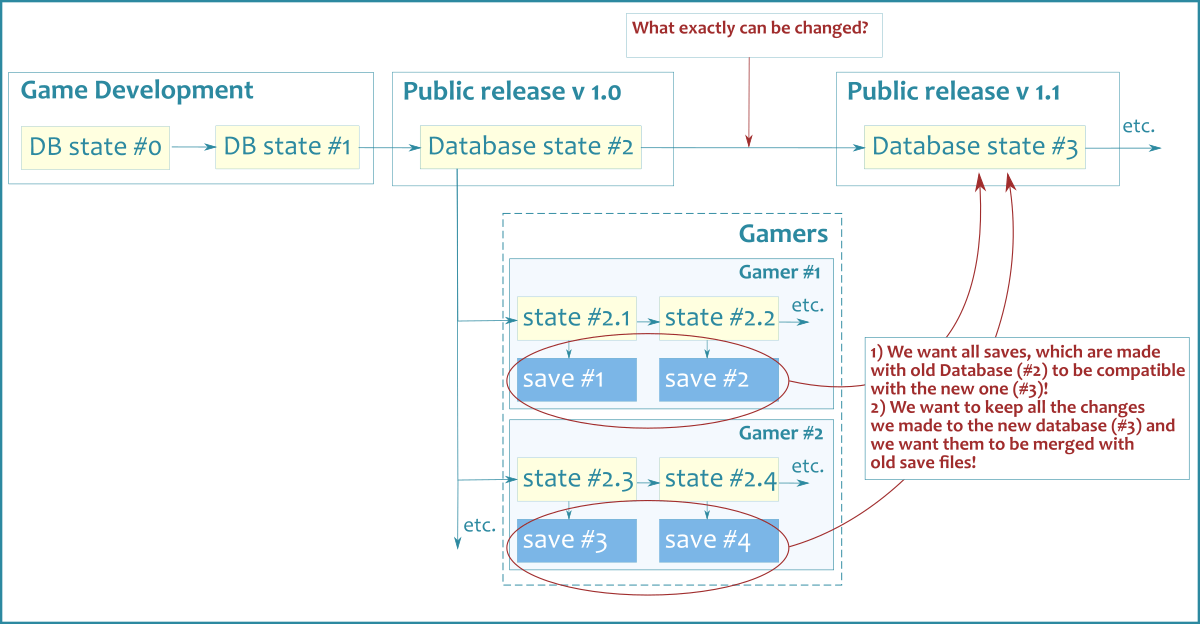 What exactly can be changed?
Game Development
DB state #0
DB state #1
Public release v 1.0
Database state #2
Public release v 1.1
Database state #3
etc.
Gamers
Gamer #1
state #2.1
state #2.2
etc.
save #1
save #2
Gamer #2
state #2.3
state #2.4
etc.
save #3
save #4
etc.
1) We want all saves, which are made
with old Database (#2) to be compatible
with the new one (#3)!
2) We want to keep all the changes
we made to the new database (#3) and
we want them to be merged with
old save files!